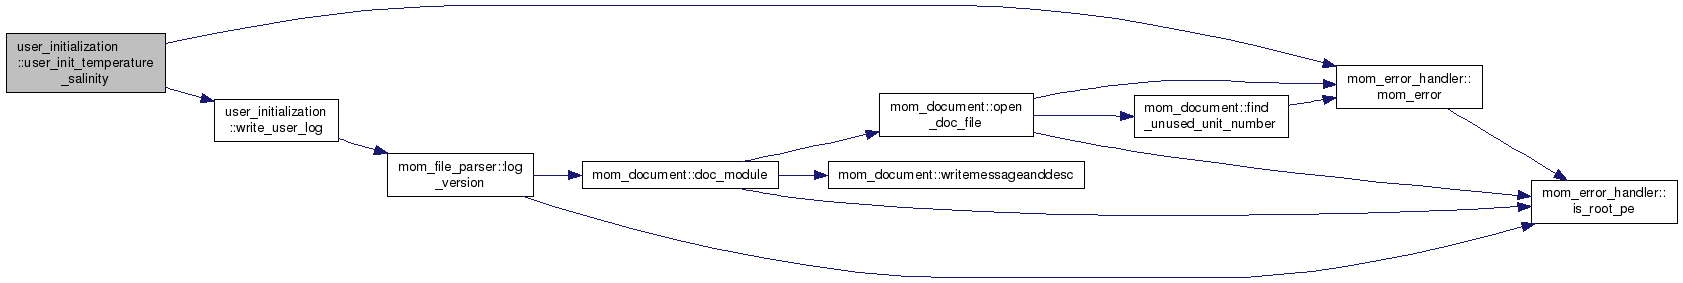 user_initialization
::user_init_temperature
_salinity
user_initialization
::write_user_log
mom_file_parser::log
_version
mom_document::doc_module
mom_document::open
_doc_file
mom_document::writemessageanddesc
mom_document::find
_unused_unit_number
mom_error_handler::
mom_error
mom_error_handler::
is_root_pe